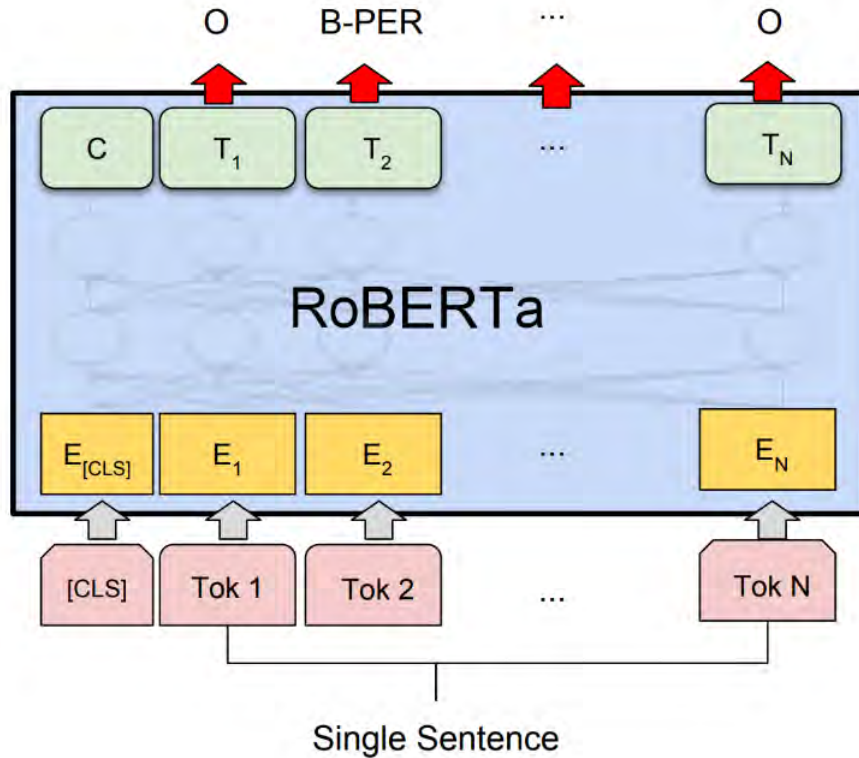 O B-PER ... O
C T1 T2 ... TN
RoBERTa
E[CLS] E1 E2 ... EN
[CLS] Tok 1 Tok 2 ... Tok N
Single Sentence